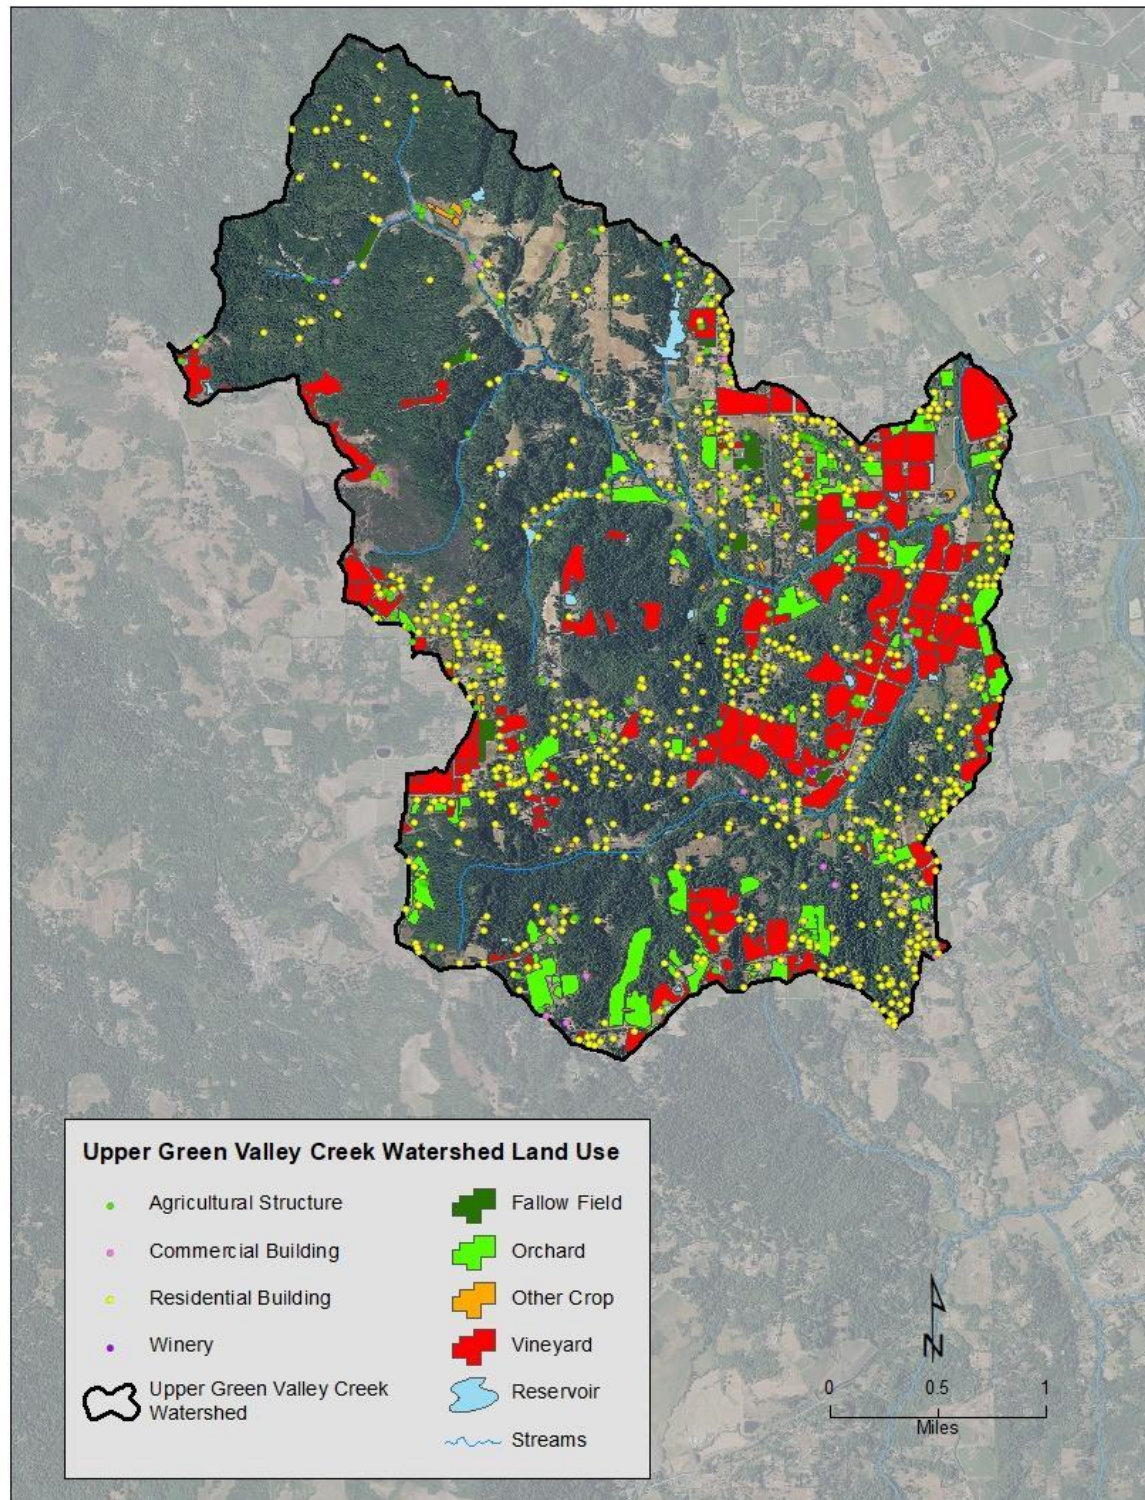 Upper Green Valley Creek Watershed Land Use
Agricultural Structure
Commercial Building
Residential Building
Winery
Upper Green Valley Creek
Watershed
Fallow Field
Orchard
Other Crop
Vineyard
Reservoir
Streams
N
0 0.5 1
Miles